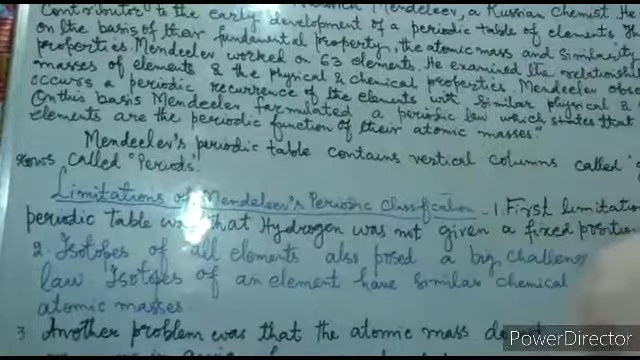 Mendeleev, a Russian Chemist. He
Contributor to the early development of a periodic table of elements
on the basis of their fundamental property, the atomic mass and similarity
properties. Mendeleev worked on 63 elements. He examined the relationship
masses of elements & the physical & chemical properties. Mendeleev
occurs a periodic recurrence of the elements with similar physical &
On this basis Mendeleev farmulated a periodic law which states that
elements are the periodic function of their atomic masses"
Mendeelev's periodic table contains vertical columns called
rows called "Periods".
Limitations of Mendeleev's Periodic Classification - 1. First limitation
periodic table was that Hydrogen was not given a fixed position
2. Isotopes of all elements also posed a big challenge
law Isotopes of an element have similar chemical
atomic masses
3 Another problem was that the atomic mass
PowerDirector